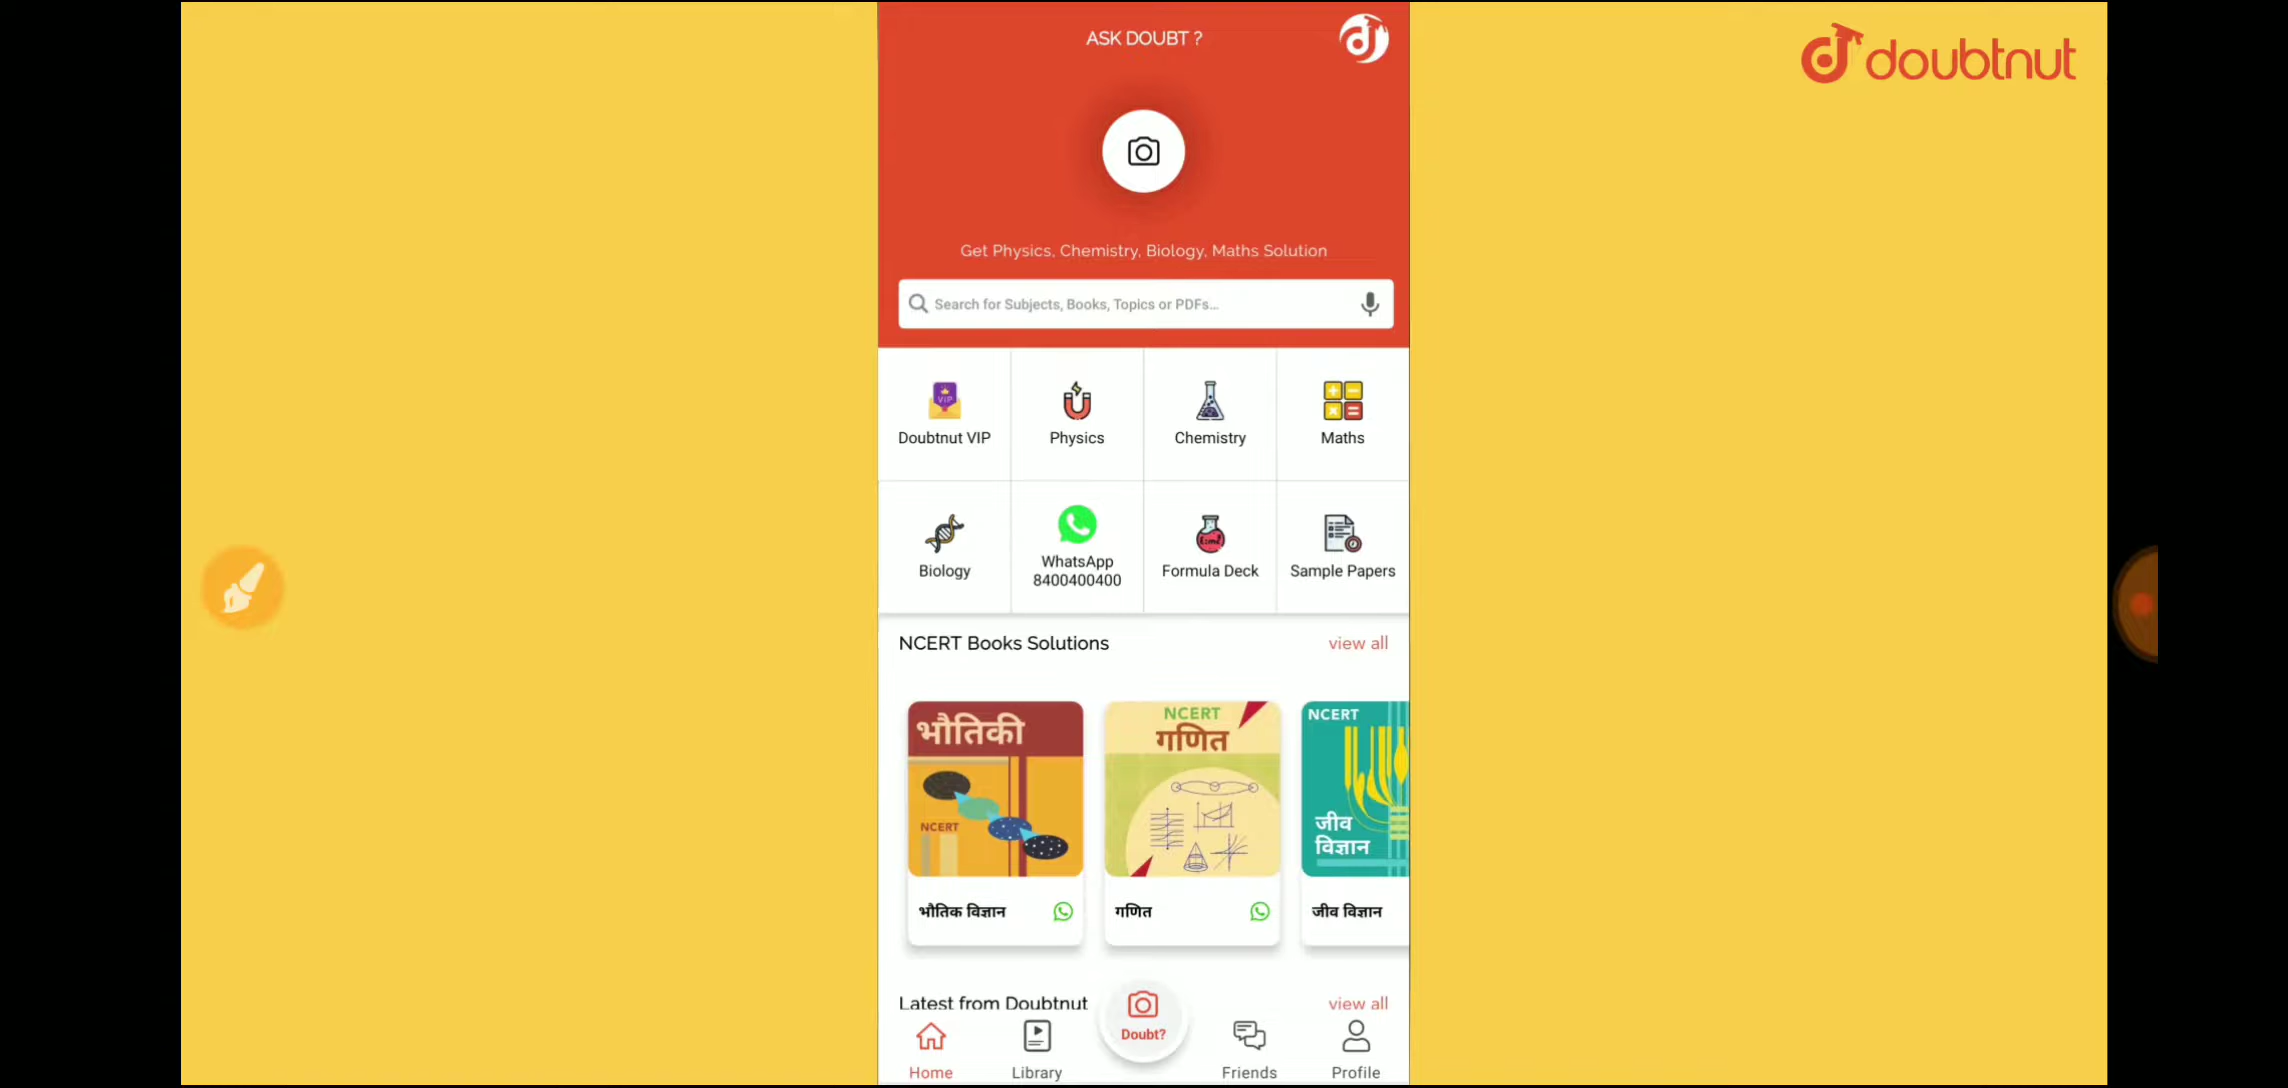 ASK DOUBT ?
doubtnut
Get Physics, Chemistry, Biology, Maths Solution
Search for Subjects, Books, Topics or PDFs...
VIP
Doubtnut VIP
Physics
Chemistry
Maths
Biology
WhatsApp
8400400400
Formula Deck
Sample Papers
NCERT Books Solutions
view all
भौतिकी
NCERT
भौतिक विज्ञान
NCERT
गणित
गणित
NCERT
जीव
विज्ञान
जीव विज्ञान
Latest from Doubtnut
view all
Home
Library
Doubt?
Friends
Profile